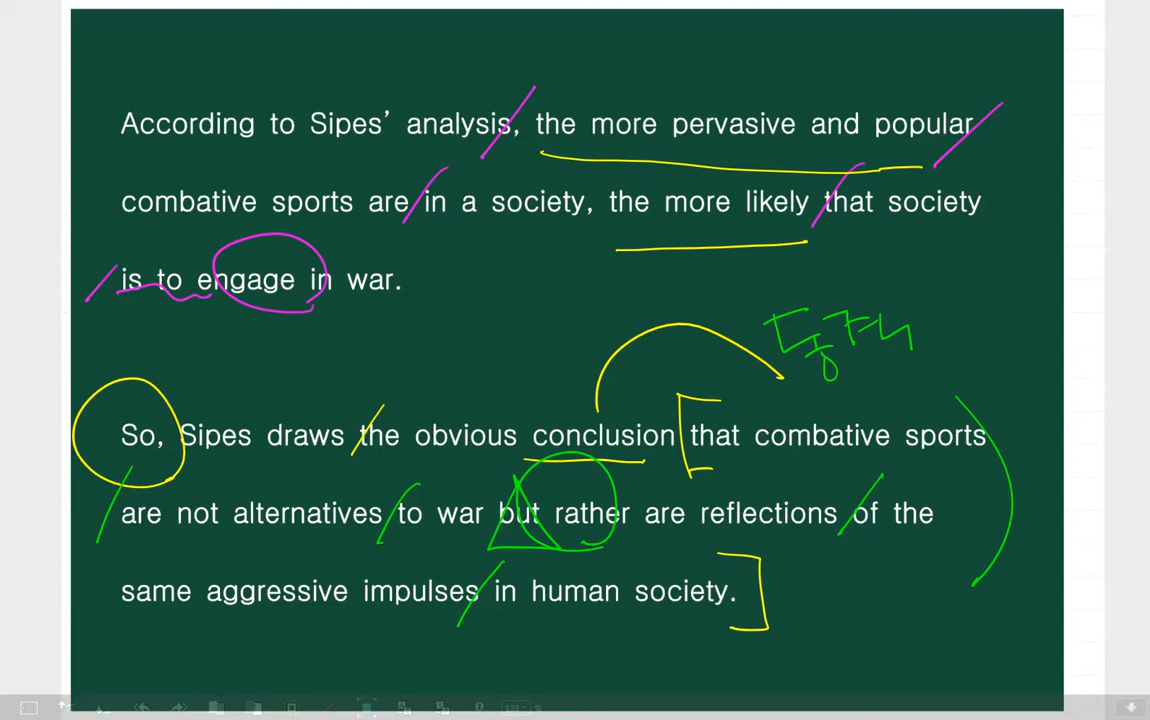 According to Sipes' analysis, the more pervasive and popular
combative sports are in a society, the more likely that society
is to engage in war.
So, Sipes draws the obvious conclusion that combative sports
are not alternatives to war but rather are reflections of the
same aggressive impulses in human society.
133 %